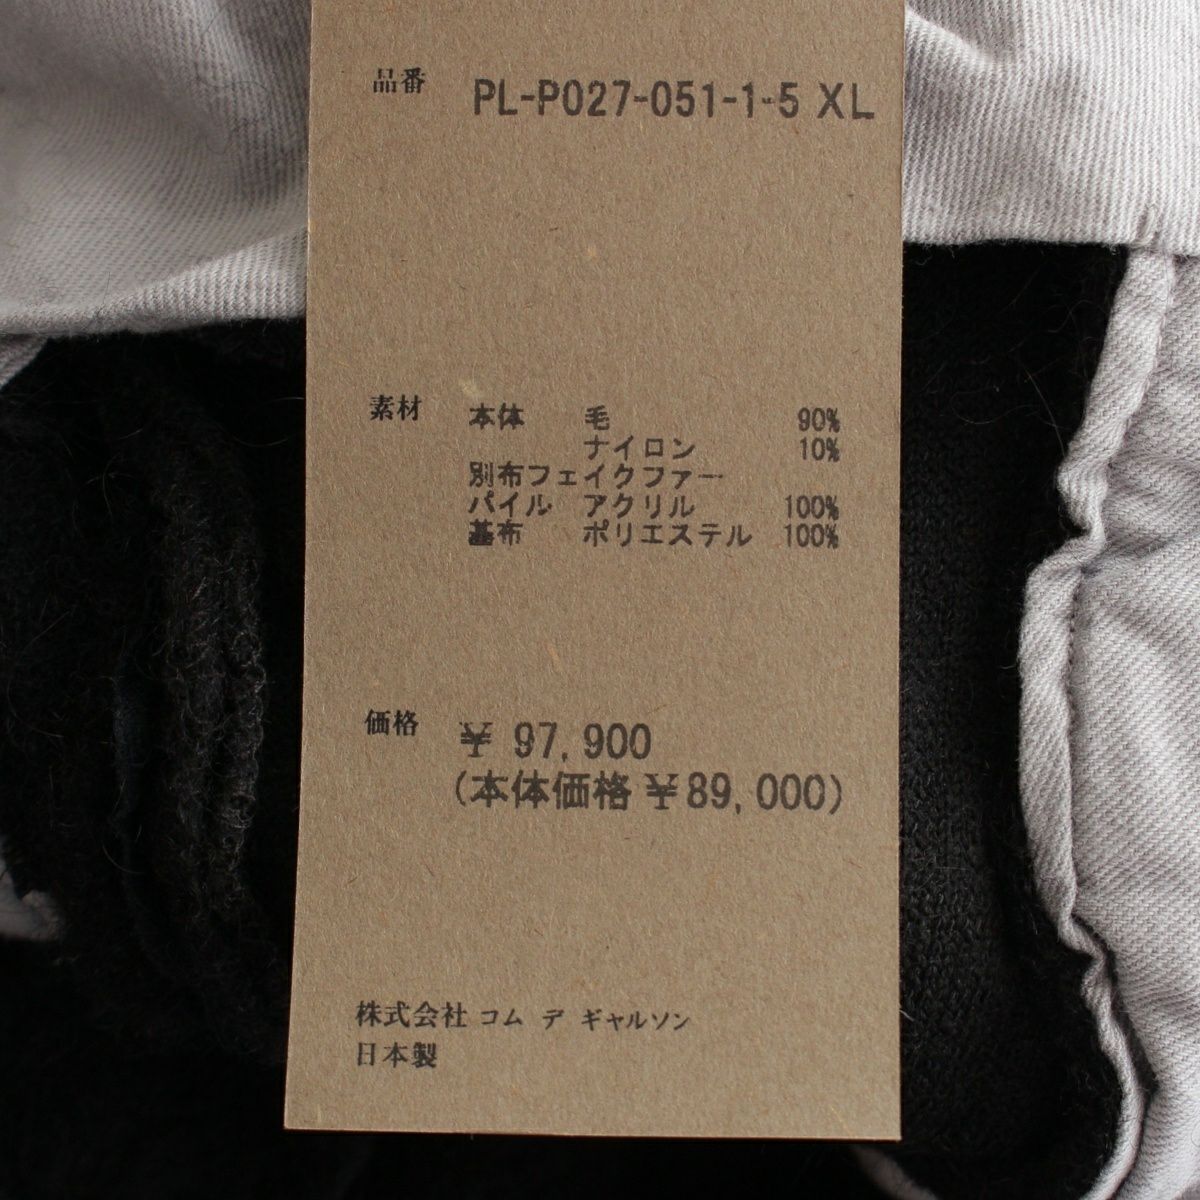 品番 PL-P027-051-1-5 XL
素材 本体 毛 90%
ナイロン 10%
別布フェイクファー
パイル アクリル 100%
基布 ポリエステル 100%
価格 ¥ 97,900
(本体価格¥89,000)
株式会社 コム デ ギャルソン
日本製